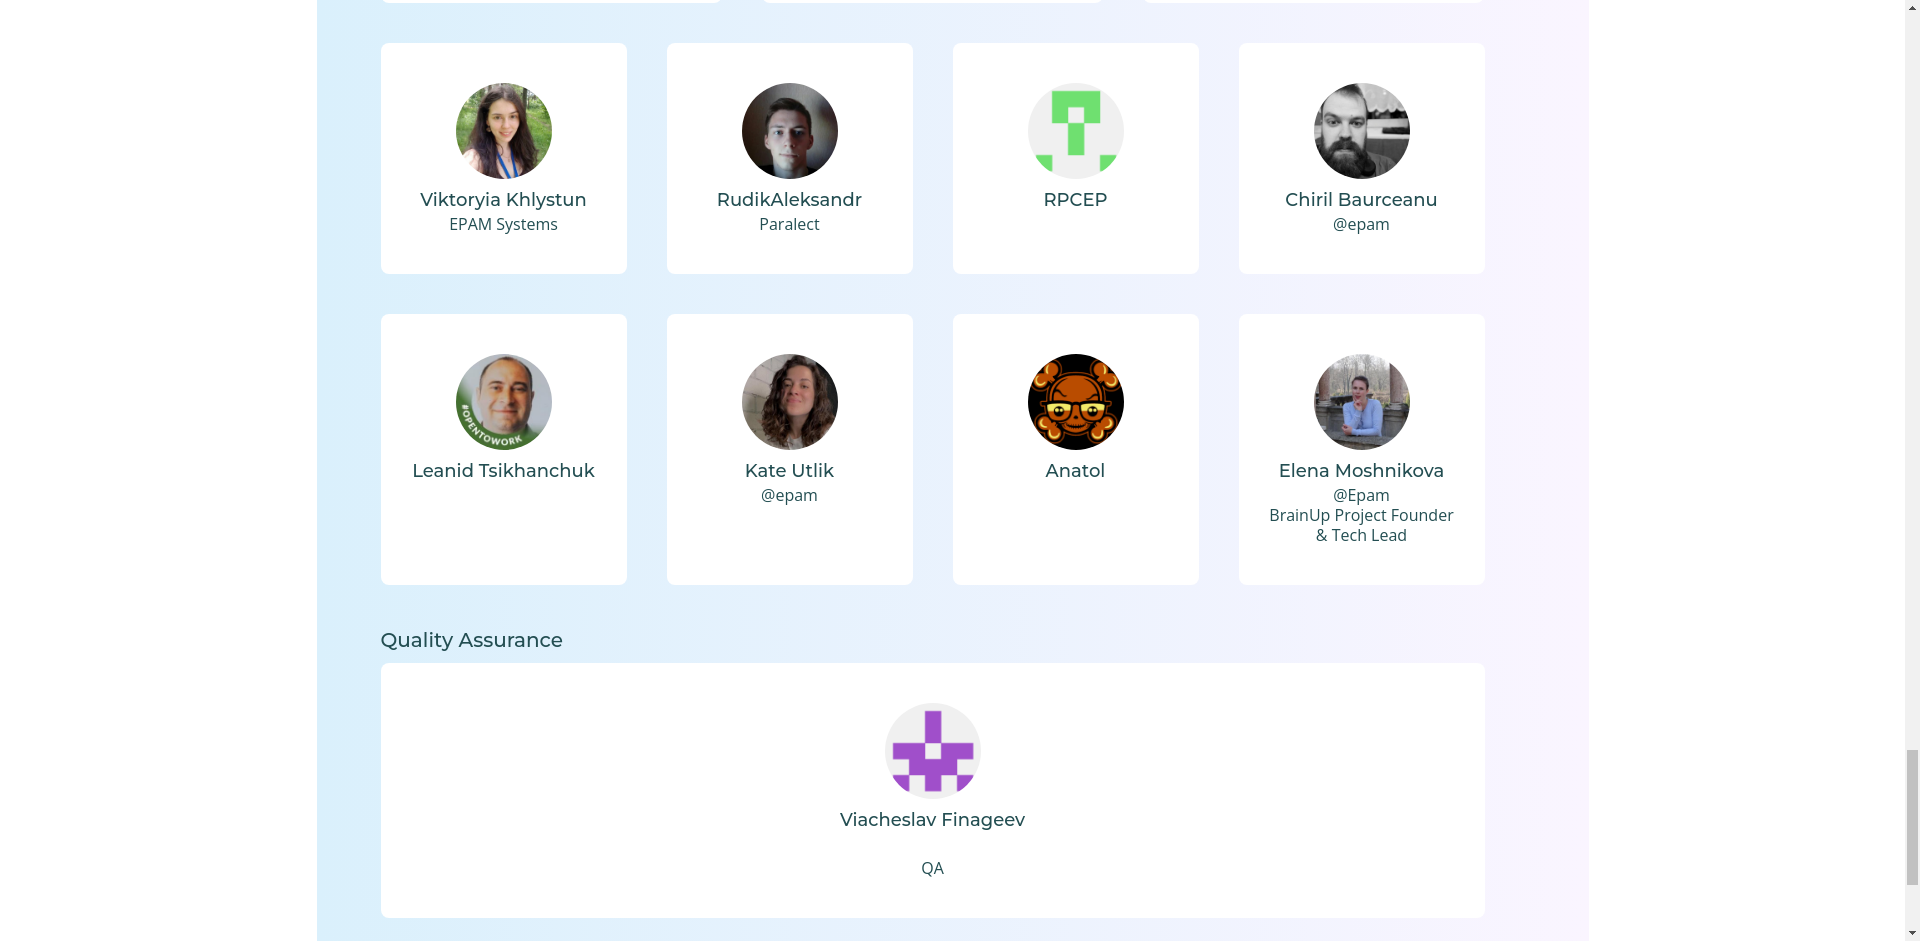 Viktoryia Khlystun
EPAM Systems
RudikAleksandr
Paralect
RPCEP
Chiril Baurceanu
@epam
#OPENTOWORK
Leanid Tsikhanchuk
Kate Utlik
@epam
Anatol
Elena Moshnikova
@Epam
BrainUp Project Founder
& Tech Lead
Quality Assurance
Viacheslav Finageev
QA